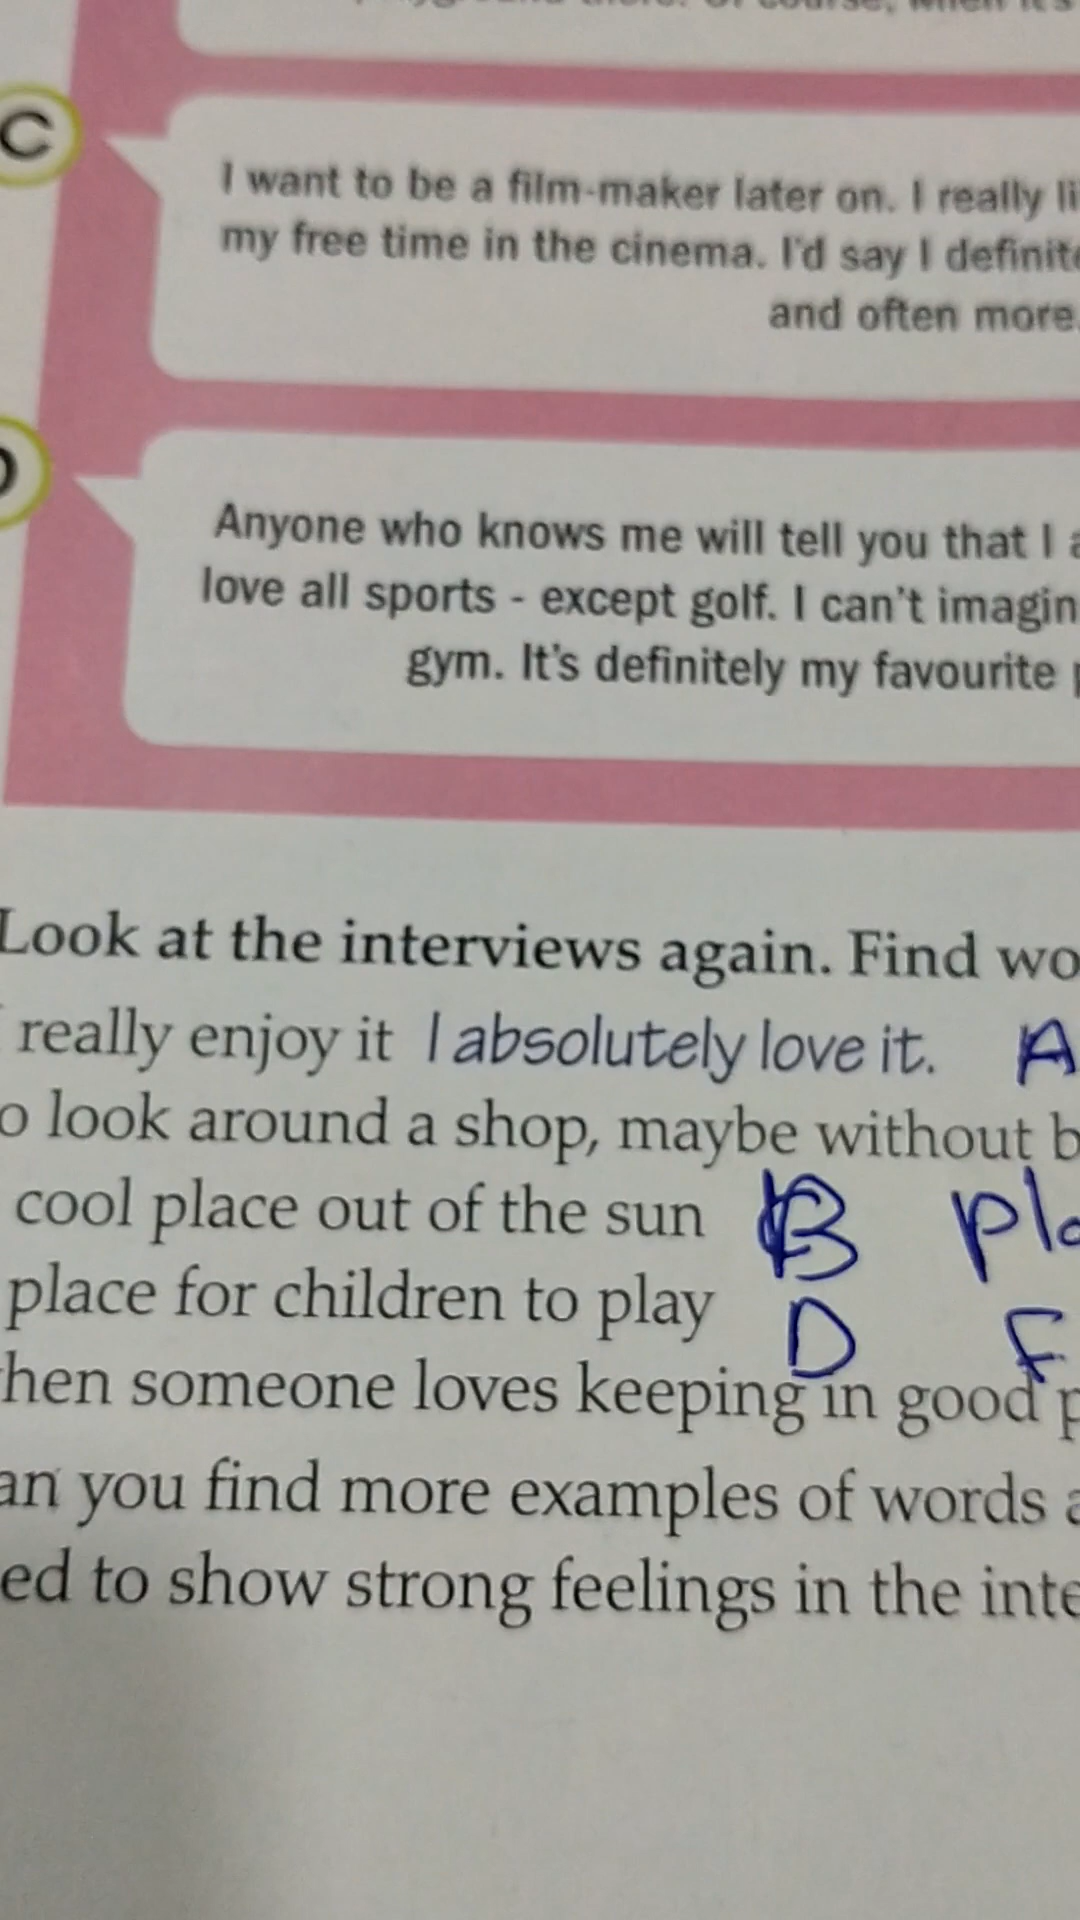 C
I want to be a film-maker later on. I really li
my free time in the cinema. I'd say I definite
and often more.
D
Anyone who knows me will tell you that I a
love all sports - except golf. I can't imagin
gym. It's definitely my favourite p
Look at the interviews again. Find wo
really enjoy it I absolutely love it. A
o look around a shop, maybe without b
cool place out of the sun B pla
place for children to play D F
hen someone loves keeping in good p
an you find more examples of words a
ed to show strong feelings in the inte